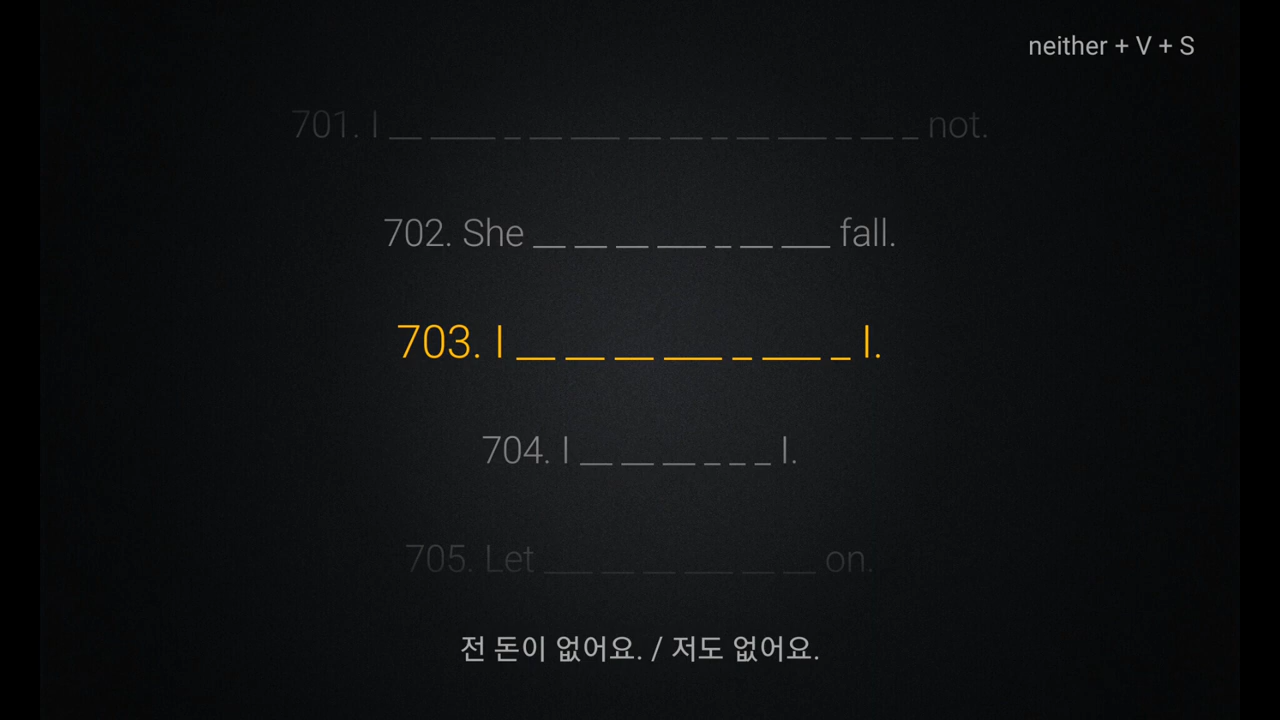 neither + V + S
701. I __ ____ _ __ ___ __ __ _ __ ___ _ __ _ not.
702. She __ __ __ ___ _ __ ___ fall.
703. I __ __ __ ___ _ ___ _ I.
704. I __ __ __ _ _ _ I.
705. Let ___ __ __ ___ __ __ on.
전 돈이 없어요. / 저도 없어요.